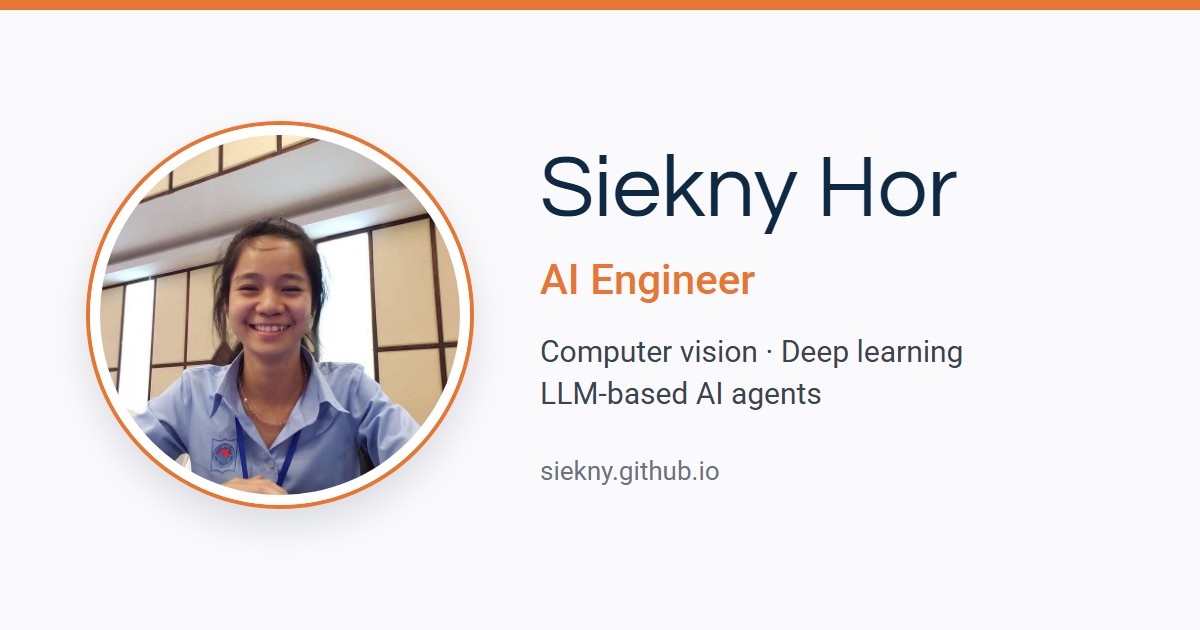 Siekny Hor
AI Engineer
Computer vision · Deep learning
LLM-based AI agents
siekny.github.io